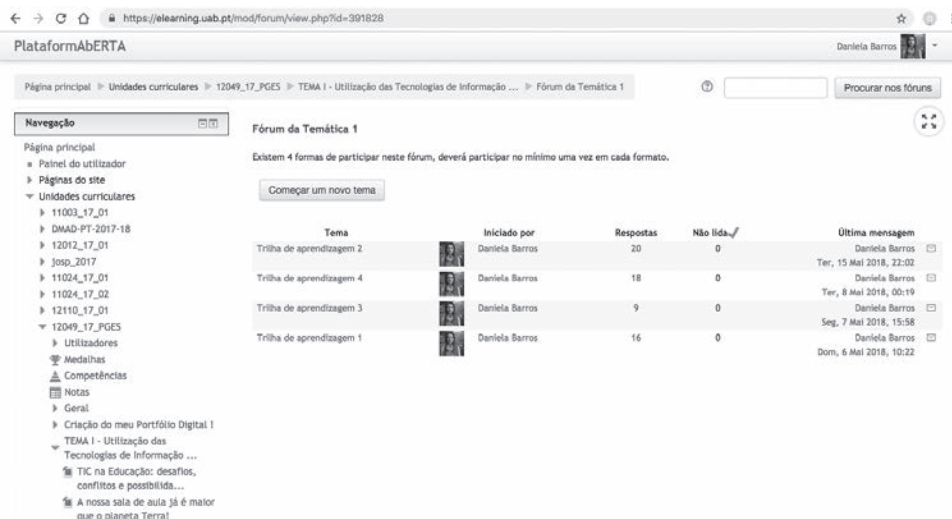 https://elearning.uab.pt/mod/forum/view.php?id=391828
PlataformAbERTA
Daniela Barros
Página principal Unidades curriculares 12049_17_PGES TEMA I - Utilização das Tecnologias de Informação ... Fórum da Temática 1
Procurar nos fóruns
Navegação
Página principal
Painel do utilizador
Páginas do site
Unidades curriculares
11003_17_01
DMAD-PT-2017-18
12012_17_01
josp_2017
11024_17_01
11024_17_02
12110_17_01
12049_17_PGES
Utilizadores
Medalhas
Competências
Notas
Geral
Criação do meu Portfólio Digital !
TEMA I - Utilização das
Tecnologias de Informação ...
TIC na Educação: desafios,
conflitos e possibilida...
A nossa sala de aula já é maior
que o planeta Terra!
Fórum da Temática 1
Existem 4 formas de participar neste fórum, deverá participar no mínimo uma vez em cada formato.
Começar um novo tema
Tema Iniciado por Respostas Não lida Última mensagem
Trilha de aprendizagem 2 Daniela Barros 20 0 Daniela Barros
Ter, 15 Mai 2018, 22:02
Trilha de aprendizagem 4 Daniela Barros 18 0 Daniela Barros
Ter, 8 Mai 2018, 00:19
Trilha de aprendizagem 3 Daniela Barros 9 0 Daniela Barros
Seg, 7 Mai 2018, 15:58
Trilha de aprendizagem 1 Daniela Barros 16 0 Daniela Barros
Dom, 6 Mai 2018, 10:22